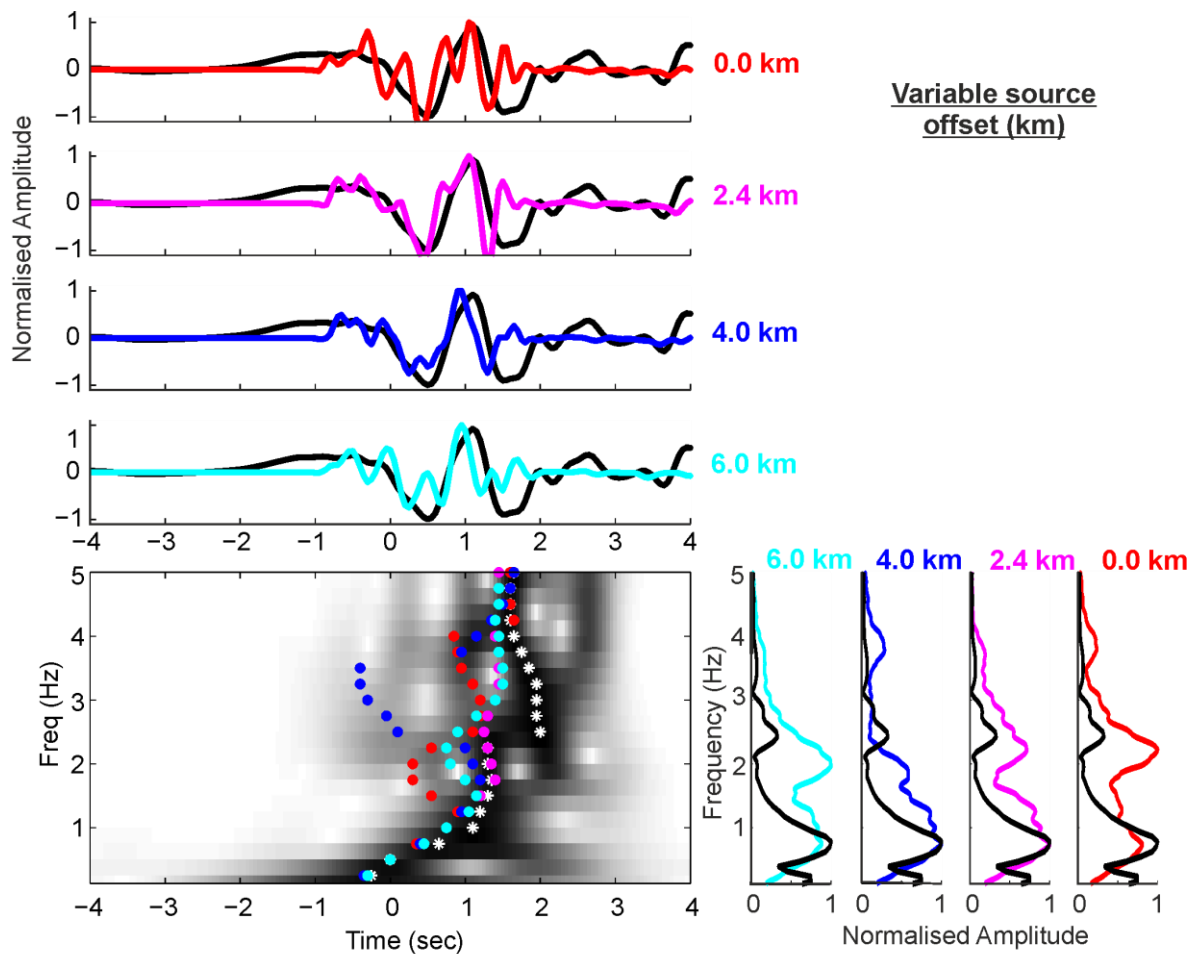 1
0
−1
0.0 km
Variable source
offset (km)
Normalised Amplitude
1
0
−1
2.4 km
1
0
−1
4.0 km
1
0
−1
6.0 km
−4 −3 −2 −1 0 1 2 3 4
5
4
3
2
1
Freq (Hz)
−4 −3 −2 −1 0 1 2 3 4
Time (sec)
6.0 km 4.0 km 2.4 km 0.0 km
5
4
3
2
1
Frequency (Hz)
0 1 0 1 0 1 0 1
Normalised Amplitude